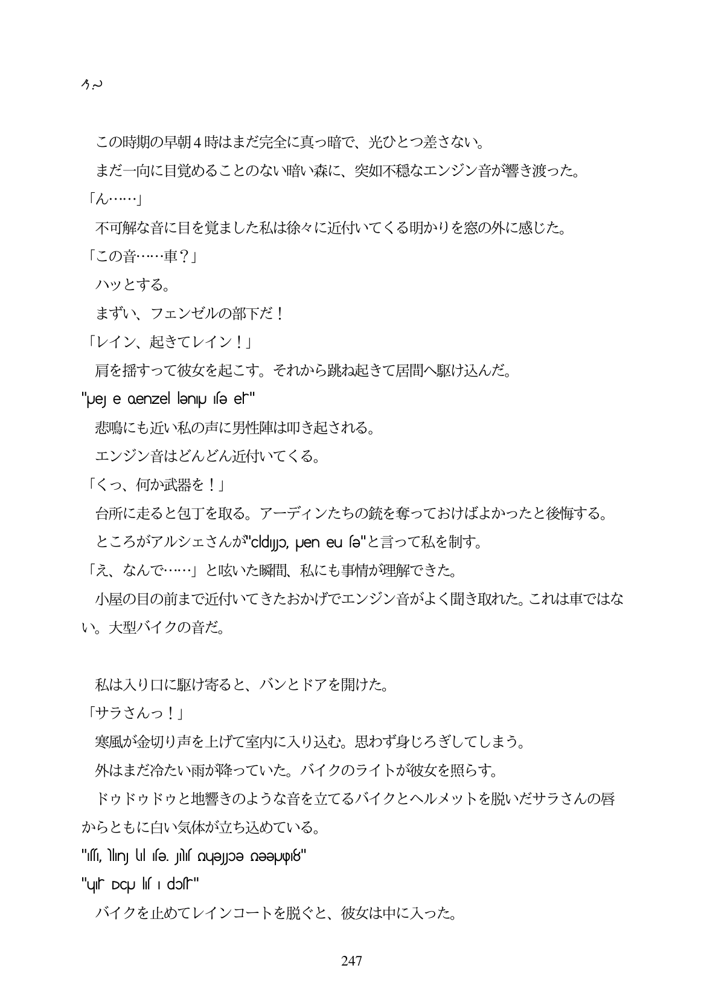 この時期の早朝4時はまだ完全に真っ暗で、光ひとつ差さない。
まだ一向に目覚めることのない暗い森に、突如不穏なエンジン音が響き渡った。
「ん……」
不可解な音に目を覚ました私は徐々に近付いてくる明かりを窓の外に感じた。
「この音……車？」
ハッとする。
まずい、フェンゼルの部下だ！
「レイン、起きてレイン！」
肩を揺すって彼女を起こす。それから跳ね起きて居間へ駆け込んだ。
悲鳴にも近い私の声に男性陣は叩き起される。
エンジン音はどんどん近付いてくる。
「くっ、何か武器を！」
台所に走ると包丁を取る。アーディンたちの銃を奪っておけばよかったと後悔する。
ところがアルシェさんが" "と言って私を制す。
「え、なんで……」と呟いた瞬間、私にも事情が理解できた。
小屋の目の前まで近付いてきたおかげでエンジン音がよく聞き取れた。これは車ではな
い。大型バイクの音だ。
私は入り口に駆け寄ると、バンとドアを開けた。
「サラさんっ！」
寒風が金切り声を上げて室内に入り込む。思わず身じろぎしてしまう。
外はまだ冷たい雨が降っていた。バイクのライトが彼女を照らす。
ドゥドゥドゥと地響きのような音を立てるバイクとヘルメットを脱いだサラさんの唇
からともに白い気体が立ち込めている。
バイクを止めてレインコートを脱ぐと、彼女は中に入った。
247